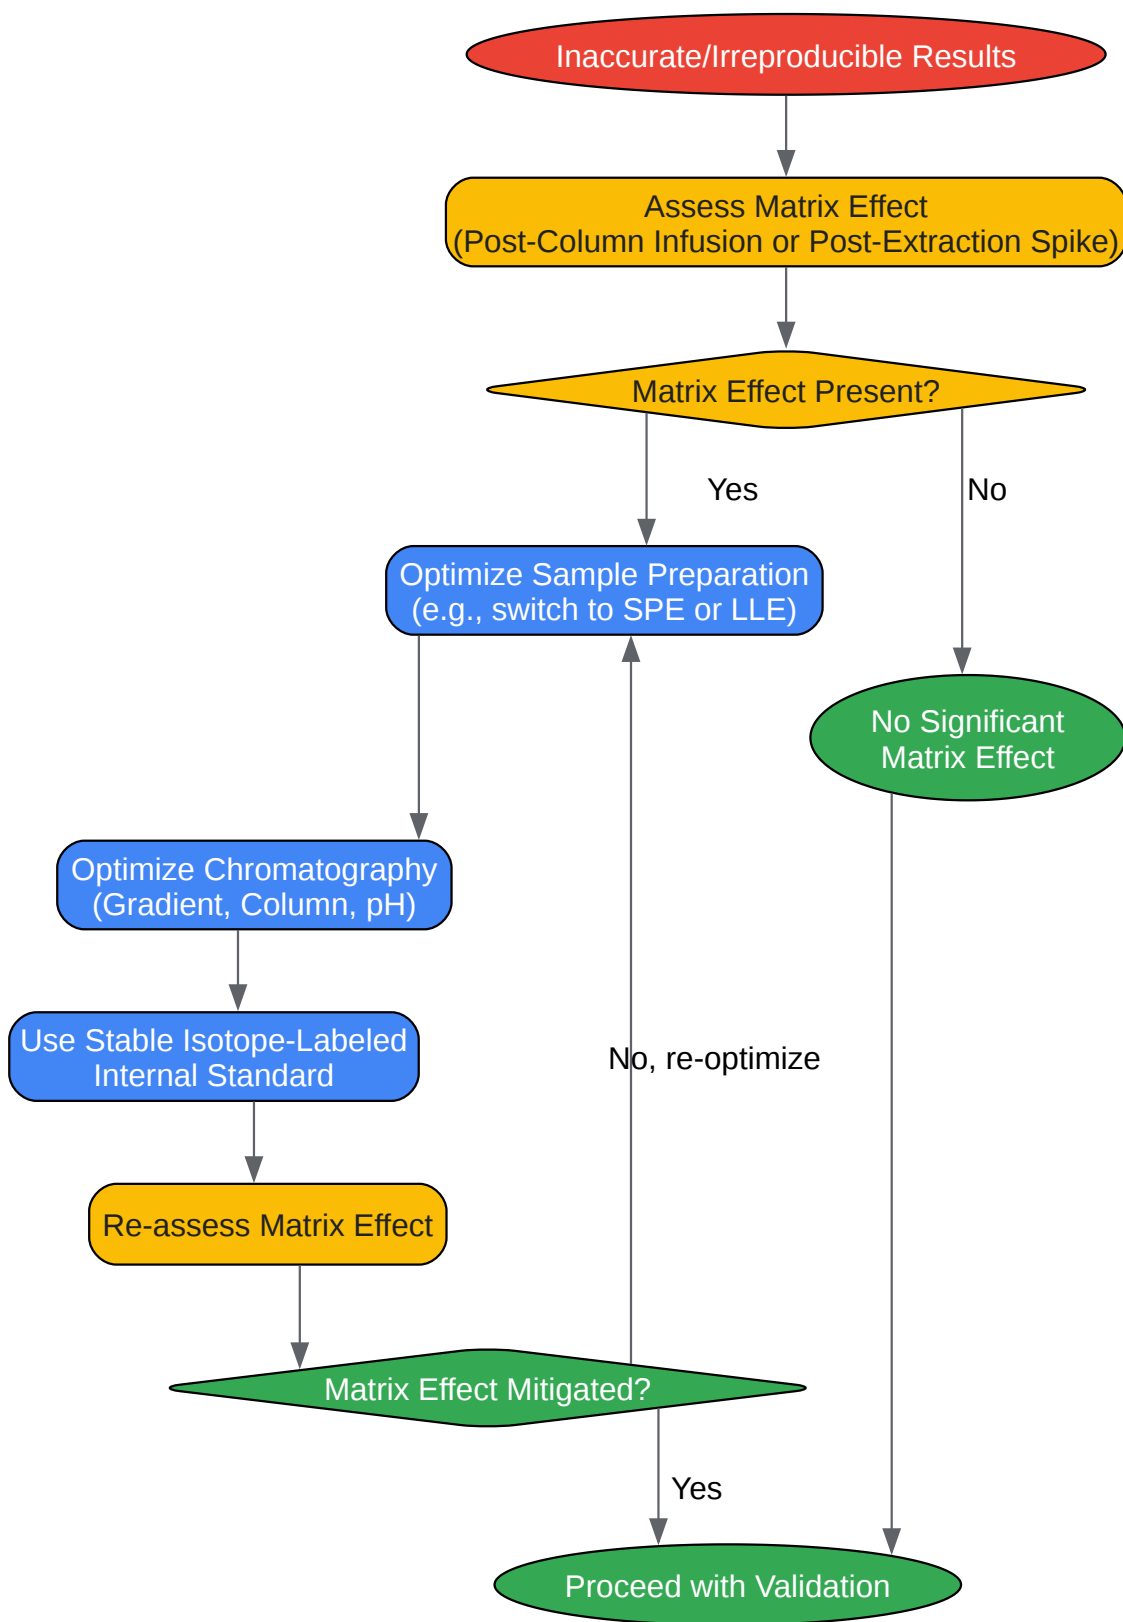 Inaccurate/Irreproducible Results
Assess Matrix Effect
(Post-Column Infusion or Post-Extraction Spike)
Matrix Effect Present?
Yes
No
Optimize Sample Preparation
(e.g., switch to SPE or LLE)
No Significant
Matrix Effect
Optimize Chromatography
(Gradient, Column, pH)
Use Stable Isotope-Labeled
Internal Standard
No, re-optimize
Re-assess Matrix Effect
Matrix Effect Mitigated?
Yes
Proceed with Validation